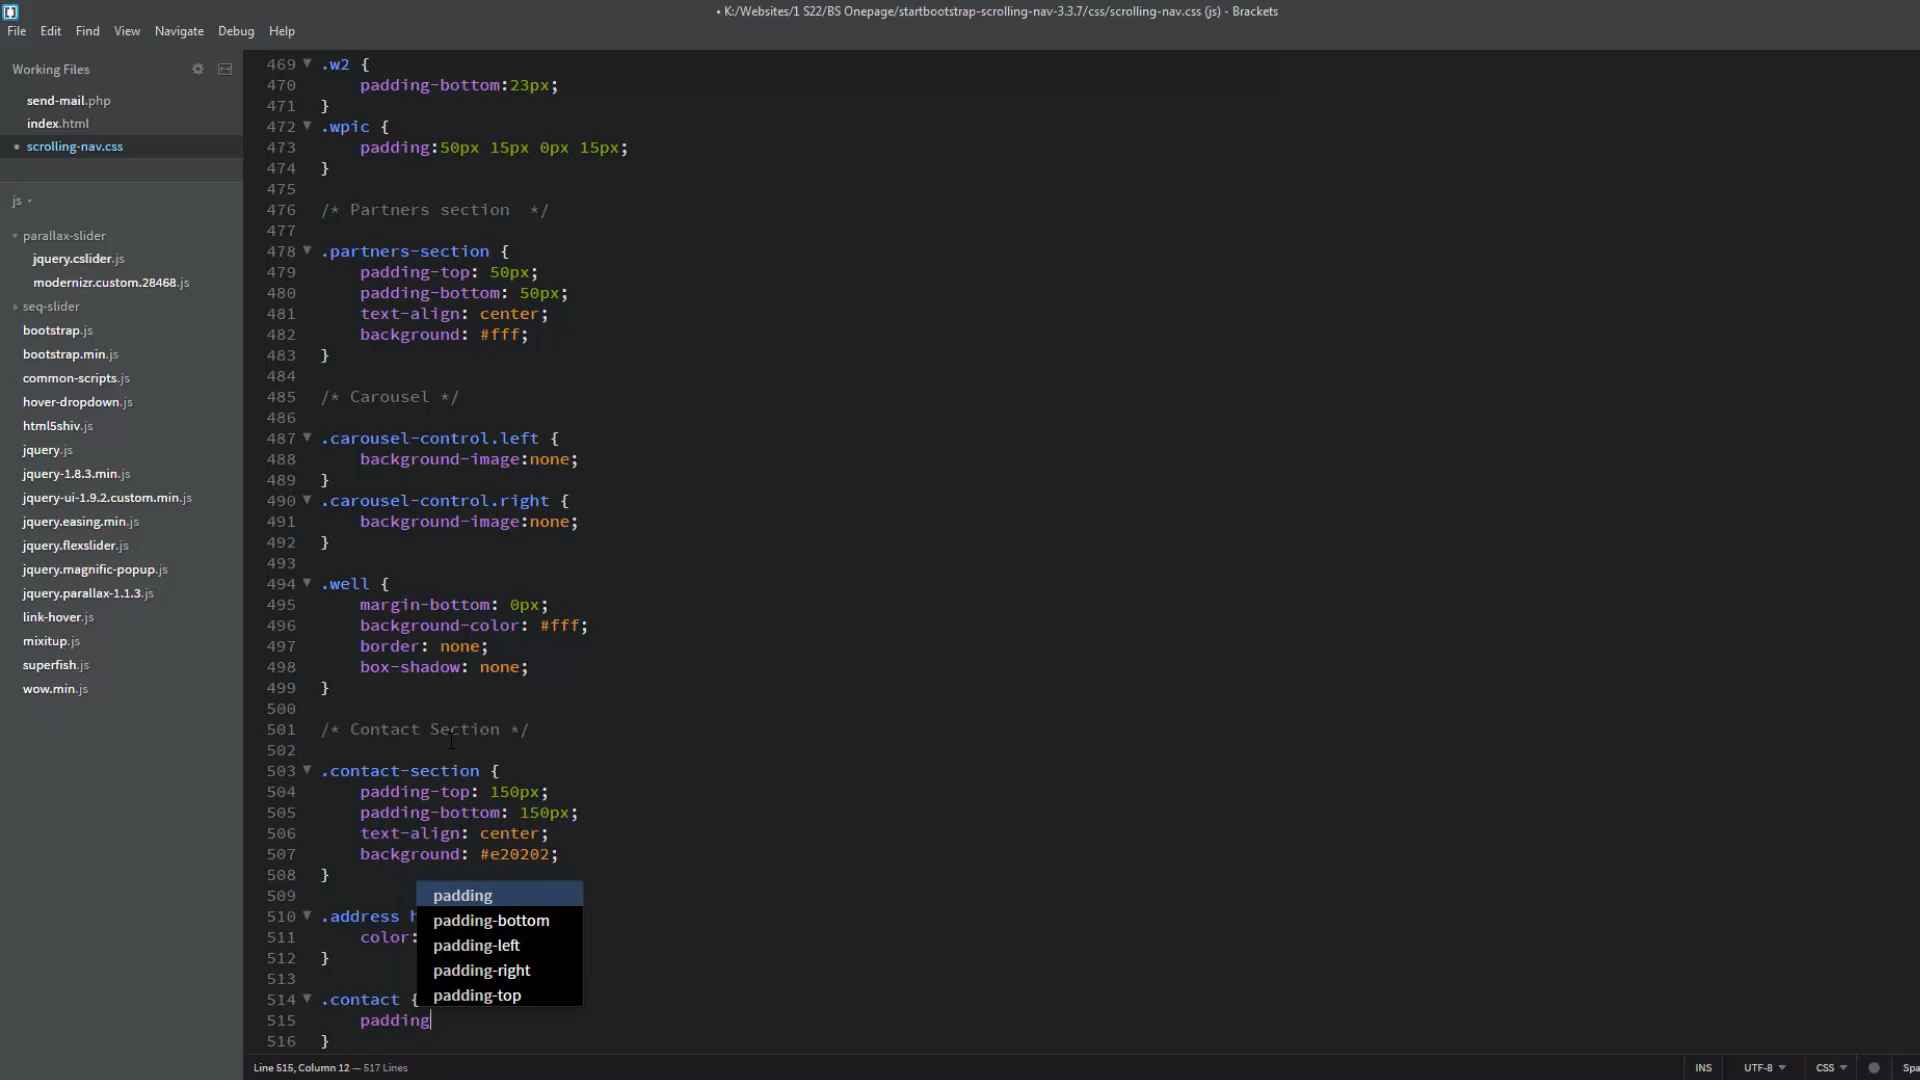 • K:/Websites/1 S22/BS Onepage/startbootstrap-scrolling-nav-3.3.7/css/scrolling-nav.css (js) - Brackets
File Edit Find View Navigate Debug Help
Working Files
send-mail.php
index.html
• scrolling-nav.css
js
parallax-slider
jquery.cslider.js
modernizr.custom.28468.js
seq-slider
bootstrap.js
bootstrap.min.js
common-scripts.js
hover-dropdown.js
html5shiv.js
jquery.js
jquery-1.8.3.min.js
jquery-ui-1.9.2.custom.min.js
jquery.easing.min.js
jquery.flexslider.js
jquery.magnific-popup.js
jquery.parallax-1.1.3.js
link-hover.js
mixitup.js
superfish.js
wow.min.js
469 .w2 {
470 padding-bottom:23px;
471 }
472 .wpic {
473 padding:50px 15px 0px 15px;
474 }
475
476 /* Partners section  */
477
478 .partners-section {
479 padding-top: 50px;
480 padding-bottom: 50px;
481 text-align: center;
482 background: #fff;
483 }
484
485 /* Carousel */
486
487 .carousel-control.left {
488 background-image:none;
489 }
490 .carousel-control.right {
491 background-image:none;
492 }
493
494 .well {
495 margin-bottom: 0px;
496 background-color: #fff;
497 border: none;
498 box-shadow: none;
499 }
500
501 /* Contact Section */
502
503 .contact-section {
504 padding-top: 150px;
505 padding-bottom: 150px;
506 text-align: center;
507 background: #e20202;
508 }
509
510 .address h
511 color:
512 }
513
514 .contact {
515 padding
516 }
padding
padding-bottom
padding-left
padding-right
padding-top
Line 515, Column 12 — 517 Lines
INS UTF-8 CSS Spa